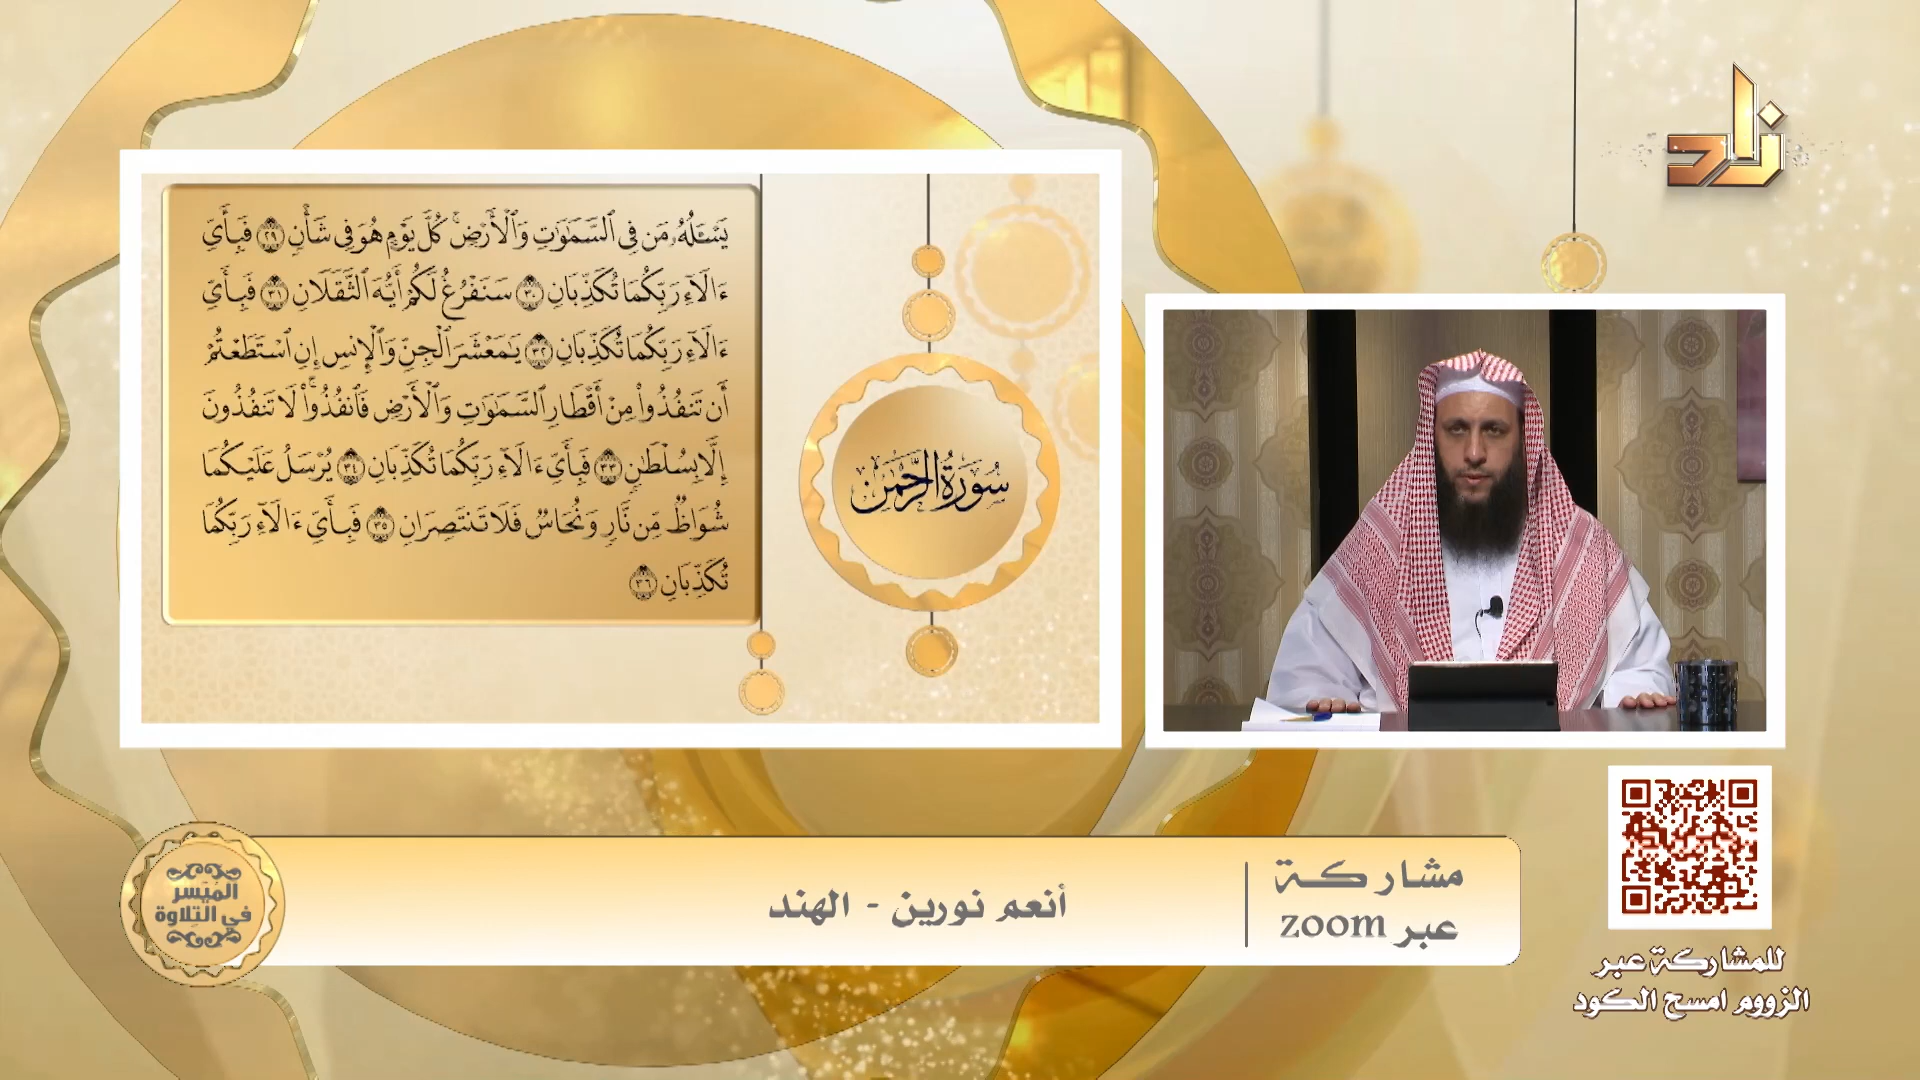 زاد
يَسْـَٔلُهُۥ مَن فِى ٱلسَّمَـٰوَٰتِ وَٱلْأَرْضِ ۚ كُلَّ يَوْمٍ هُوَ فِى شَأْنٍ ٢٩ فَبِأَىِّ
ءَالَآءِ رَبِّكُمَا تُكَذِّبَانِ ٣٠ سَنَفْرُغُ لَكُمْ أَيُّهَ ٱلثَّقَلَانِ ٣١ فَبِأَىِّ
ءَالَآءِ رَبِّكُمَا تُكَذِّبَانِ ٣٢ يَـٰمَعْشَرَ ٱلْجِنِّ وَٱلْإِنسِ إِنِ ٱسْتَطَعْتُمْ
أَن تَنفُذُوا۟ مِنْ أَقْطَارِ ٱلسَّمَـٰوَٰتِ وَٱلْأَرْضِ فَٱنفُذُوا۟ ۚ لَا تَنفُذُونَ
إِلَّا بِسُلْطَـٰنٍ ٣٣ فَبِأَىِّ ءَالَآءِ رَبِّكُمَا تُكَذِّبَانِ ٣٤ يُرْسَلُ عَلَيْكُمَا
شُوَاظٌ مِّن نَّارٍ وَنُحَاسٌ فَلَا تَنتَصِرَانِ ٣٥ فَبِأَىِّ ءَالَآءِ رَبِّكُمَا
تُكَذِّبَانِ ٣٦
سُورَةُ الرَّحْمَٰن
مشاركة
عبر zoom
أنعم نورين - الهند
المُيَسّر
في التِلاوة
للمشاركة عبر
الزووم امسح الكود